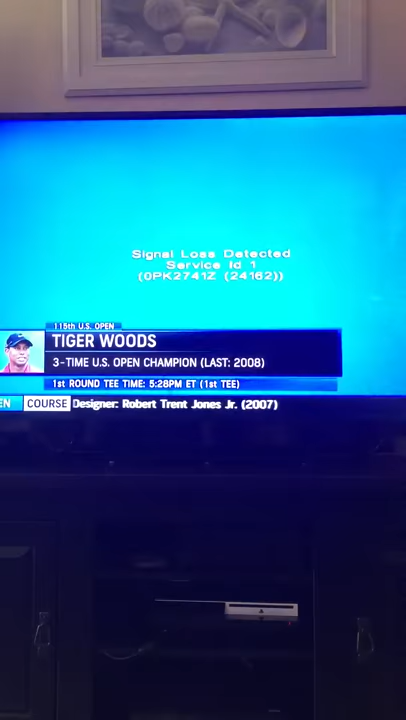 Signal Loss Detected
Service Id 1
(0PK2741Z (24162))
115th U.S. OPEN
TIGER WOODS
3-TIME U.S. OPEN CHAMPION (LAST: 2008)
1st ROUND TEE TIME: 5:28PM ET (1st TEE)
EN COURSE Designer: Robert Trent Jones Jr. (2007)